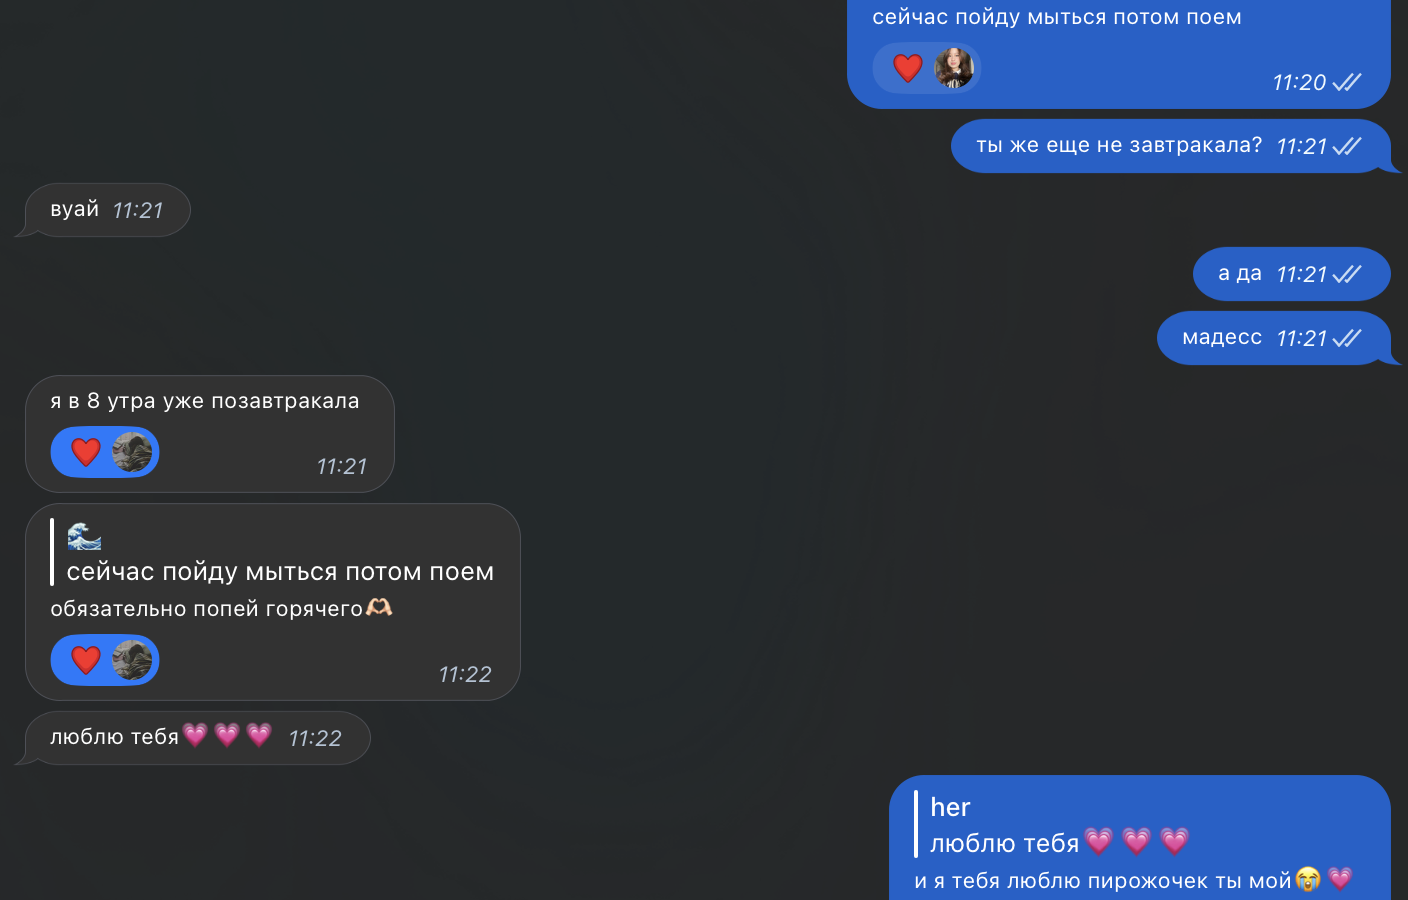 сейчас пойду мыться потом поем
❤️
11:20
ты же еще не завтракала? 11:21
вуай 11:21
а да 11:21
мадесс 11:21
я в 8 утра уже позавтракала
❤️
11:21
🌊
сейчас пойду мыться потом поем
обязательно попей горячего🫶🏻
❤️
11:22
люблю тебя💗💗💗 11:22
her
люблю тебя💗💗💗
и я тебя люблю пирожочек ты мой😭💗